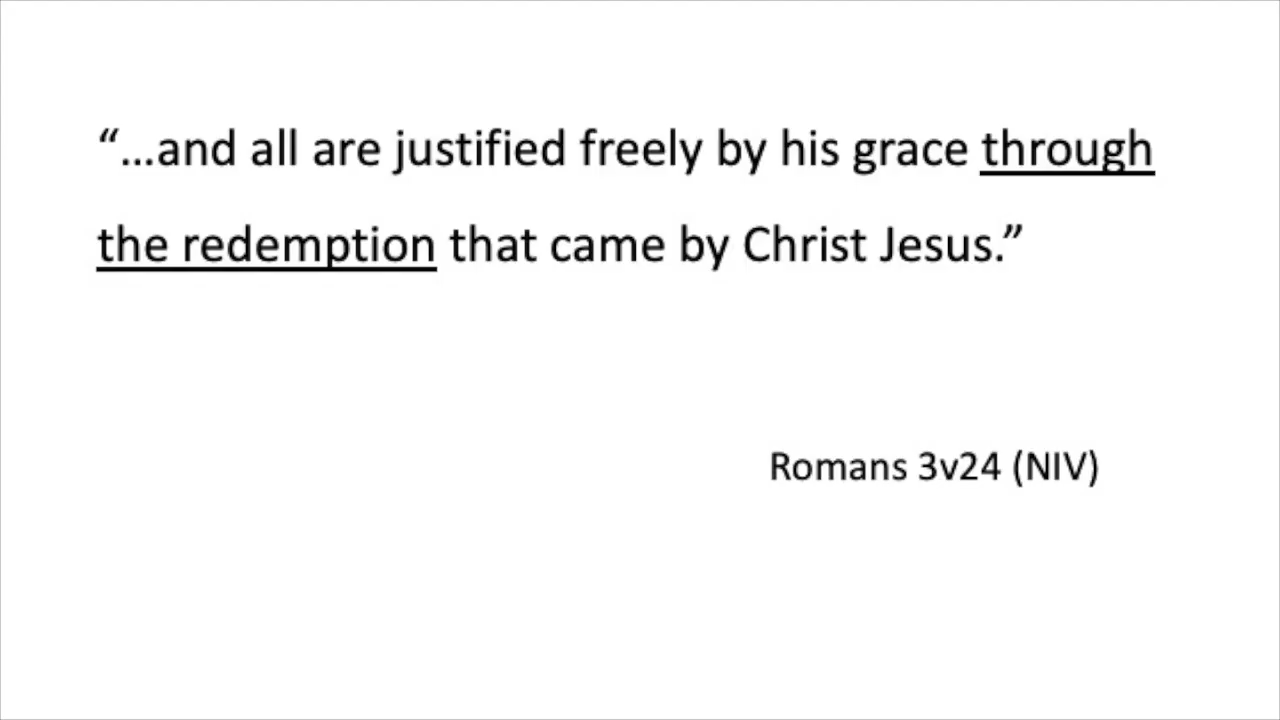 “…and all are justified freely by his grace through
the redemption that came by Christ Jesus.”
Romans 3v24 (NIV)